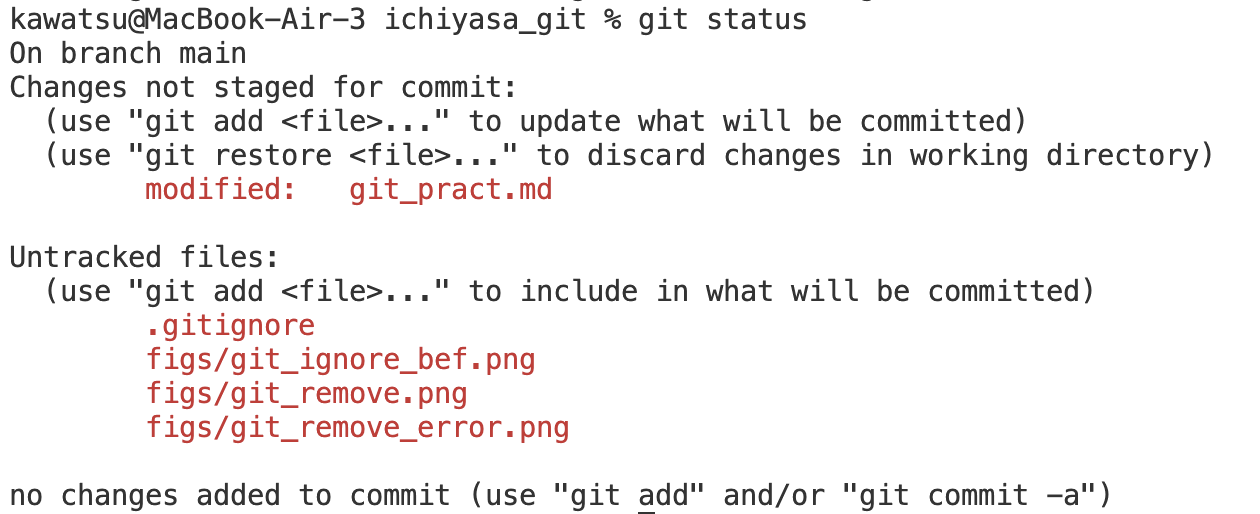 kawatsu@MacBook-Air-3 ichiyasa_git % git status
On branch main
Changes not staged for commit:
  (use "git add <file>..." to update what will be committed)
  (use "git restore <file>..." to discard changes in working directory)
        modified:   git_pract.md

Untracked files:
  (use "git add <file>..." to include in what will be committed)
        .gitignore
        figs/git_ignore_bef.png
        figs/git_remove.png
        figs/git_remove_error.png

no changes added to commit (use "git add" and/or "git commit -a")